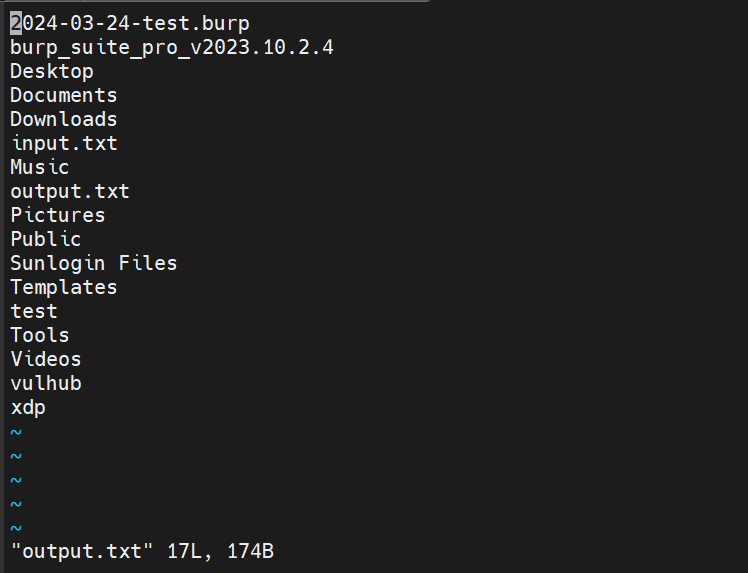 2024-03-24-test.burp
burp_suite_pro_v2023.10.2.4
Desktop
Documents
Downloads
input.txt
Music
output.txt
Pictures
Public
Sunlogin Files
Templates
test
Tools
Videos
vulhub
xdp
~
~
~
~
~
"output.txt" 17L, 174B